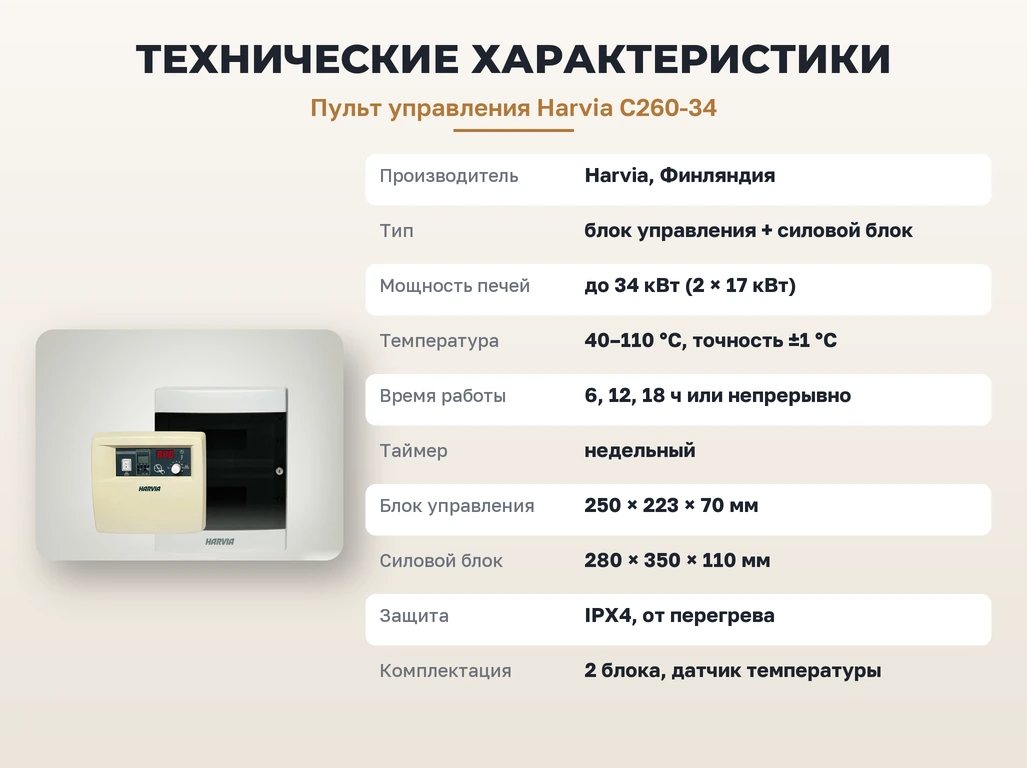 ТЕХНИЧЕСКИЕ ХАРАКТЕРИСТИКИ
Пульт управления Harvia C260-34
Производитель Harvia, Финляндия
Тип блок управления + силовой блок
Мощность печей до 34 кВт (2 × 17 кВт)
Температура 40–110 °C, точность ±1 °C
Время работы 6, 12, 18 ч или непрерывно
Таймер недельный
Блок управления 250 × 223 × 70 мм
Силовой блок 280 × 350 × 110 мм
Защита IPX4, от перегрева
Комплектация 2 блока, датчик температуры
HARVIA
HARVIA